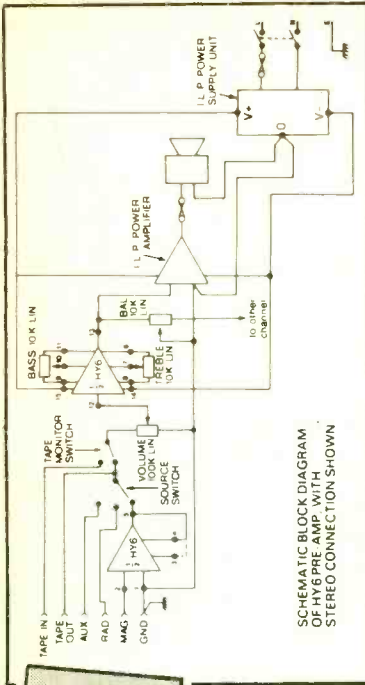 TAPE IN
TAPE
OUT
AUX
RAD
MAG
GND
TAPE
MONITOR
SWITCH
VOLUME
100K LIN
SOURCE
SWITCH
HY6
BASS 10K LIN
HY6
TREBLE
10K LIN
BAL
10K
LIN
to other
channel
I L P POWER
AMPLIFIER
I L P POWER
SUPPLY UNIT
V+
O
V-
L
N
E
SCHEMATIC BLOCK DIAGRAM
OF HY6 PRE-AMP WITH
STEREO CONNECTION SHOWN